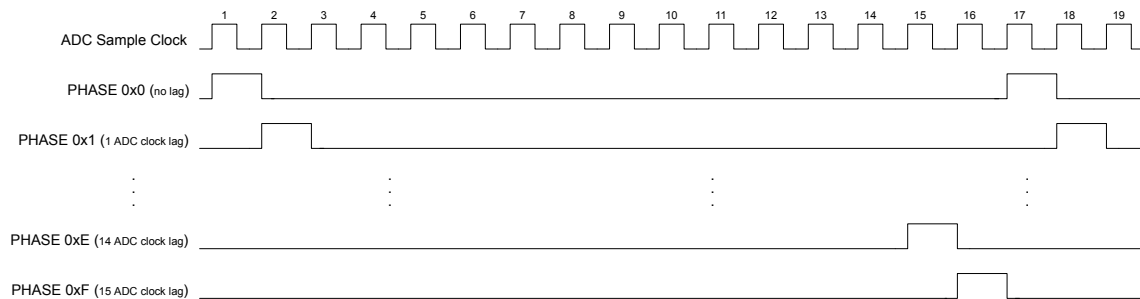 1 2 3 4 5 6 7 8 9 10 11 12 13 14 15 16 17 18 19
ADC Sample Clock
PHASE 0x0 (no lag)
PHASE 0x1 (1 ADC clock lag)
PHASE 0xE (14 ADC clock lag)
PHASE 0xF (15 ADC clock lag)